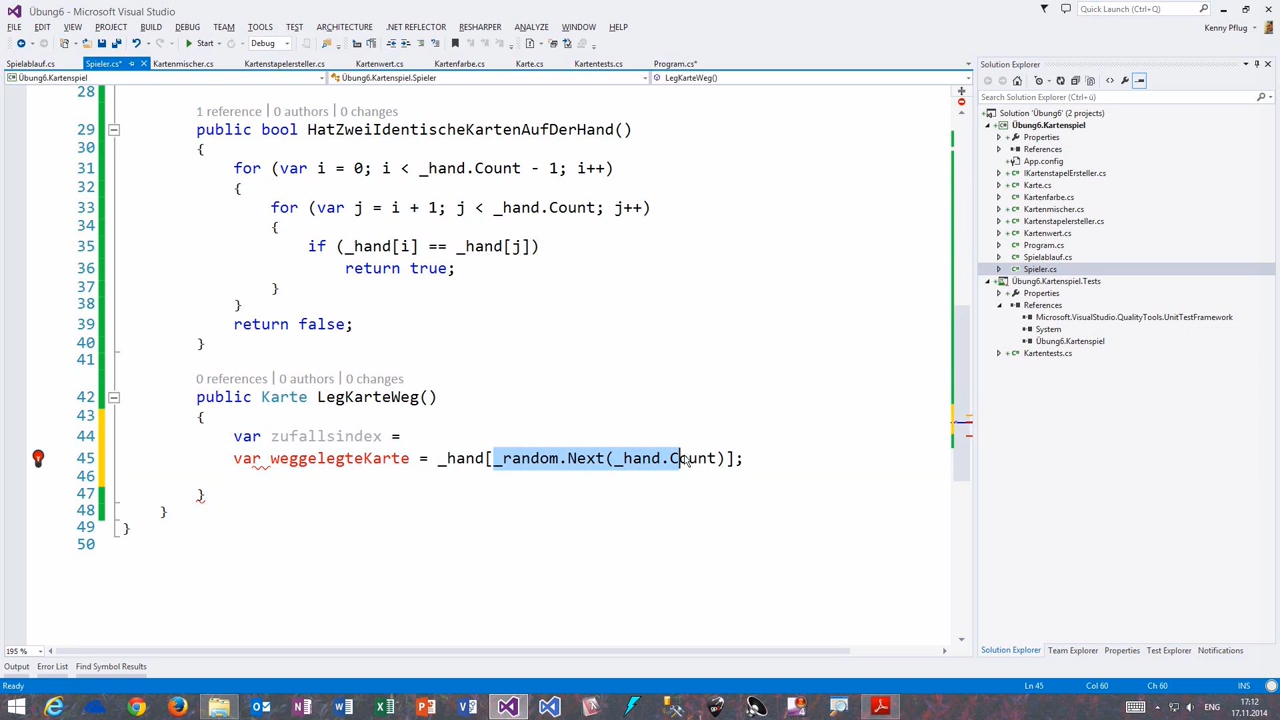 Übung6 - Microsoft Visual Studio
Quick Launch (Ctrl+Q)
FILE EDIT VIEW PROJECT BUILD DEBUG TEAM TOOLS TEST ARCHITECTURE .NET REFLECTOR RESHARPER ANALYZE WINDOW HELP
Kenny Pflug
Start
Debug
Spielablauf.cs Spieler.cs* Kartenmischer.cs Kartenstapelersteller.cs Kartenwert.cs Kartenfarbe.cs Karte.cs Kartentests.cs Program.cs*
Übung6.Kartenspiel Übung6.Kartenspiel.Spieler LegKarteWeg()
28
1 reference | 0 authors | 0 changes
29 public bool HatZweiIdentischeKartenAufDerHand()
30 {
31 for (var i = 0; i < _hand.Count - 1; i++)
32 {
33 for (var j = i + 1; j < _hand.Count; j++)
34 {
35 if (_hand[i] == _hand[j])
36 return true;
37 }
38 }
39 return false;
40 }
41
0 references | 0 authors | 0 changes
42 public Karte LegKarteWeg()
43 {
44 var zufallsindex =
45 var weggelegteKarte = _hand[_random.Next(_hand.Count)];
46
47 }
48 }
49 }
50
195 %
Output Error List Find Symbol Results
Solution Explorer
Search Solution Explorer (Ctrl+ü)
Solution 'Übung6' (2 projects)
Übung6.Kartenspiel
Properties
References
App.config
IKartenstapelErsteller.cs
Karte.cs
Kartenfarbe.cs
Kartenmischer.cs
Kartenstapelersteller.cs
Kartenwert.cs
Program.cs
Spielablauf.cs
Spieler.cs
Übung6.Kartenspiel.Tests
Properties
References
Microsoft.VisualStudio.QualityTools.UnitTestFramework
System
Übung6.Kartenspiel
Kartentests.cs
Solution Explorer Team Explorer Properties Test Explorer Notifications
Ready Ln 45 Col 60 Ch 60 INS
ENG 17:12
17.11.2014